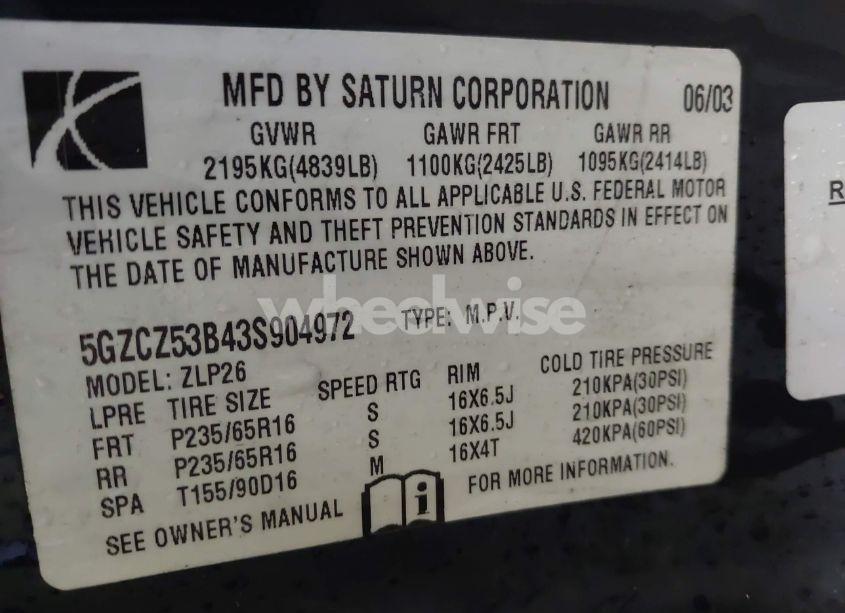 MFD BY SATURN CORPORATION 06/03
GVWR GAWR FRT GAWR RR
2195KG(4839LB) 1100KG(2425LB) 1095KG(2414LB)
THIS VEHICLE CONFORMS TO ALL APPLICABLE U.S. FEDERAL MOTOR
VEHICLE SAFETY AND THEFT PREVENTION STANDARDS IN EFFECT ON
THE DATE OF MANUFACTURE SHOWN ABOVE.
wheelwise
5GZCZ53B43S904972 TYPE: M.P.V.
MODEL: ZLP26
LPRE TIRE SIZE SPEED RTG RIM COLD TIRE PRESSURE
FRT P235/65R16 S 16X6.5J 210KPA(30PSI)
RR P235/65R16 S 16X6.5J 210KPA(30PSI)
SPA T155/90D16 M 16X4T 420KPA(60PSI)
SEE OWNER'S MANUAL i FOR MORE INFORMATION.
R